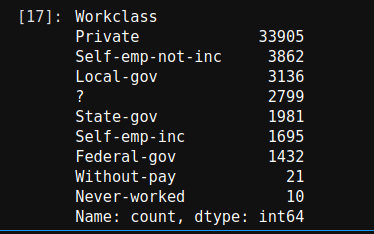 [17]: Workclass
Private 33905
Self-emp-not-inc 3862
Local-gov 3136
? 2799
State-gov 1981
Self-emp-inc 1695
Federal-gov 1432
Without-pay 21
Never-worked 10
Name: count, dtype: int64